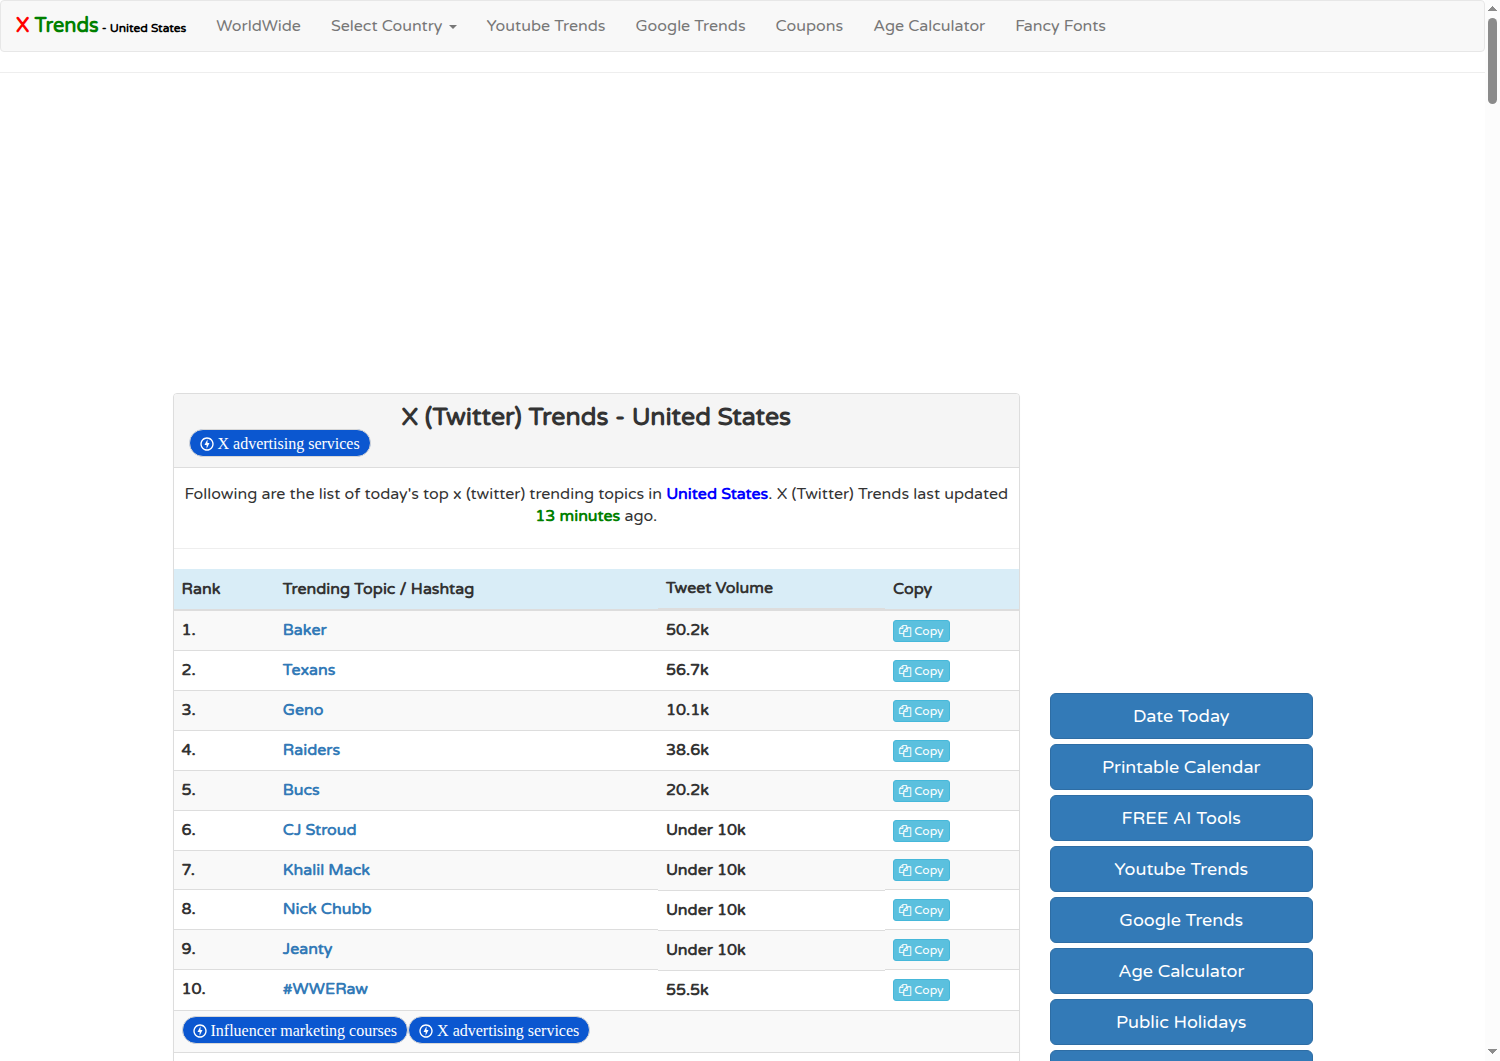 X Trends - United States WorldWide Select Country Youtube Trends Google Trends Coupons Age Calculator Fancy Fonts
X (Twitter) Trends - United States
X advertising services
Following are the list of today's top x (twitter) trending topics in United States. X (Twitter) Trends last updated
13 minutes ago.
Rank Trending Topic / Hashtag Tweet Volume Copy
1. Baker 50.2k Copy
2. Texans 56.7k Copy
3. Geno 10.1k Copy
4. Raiders 38.6k Copy
5. Bucs 20.2k Copy
6. CJ Stroud Under 10k Copy
7. Khalil Mack Under 10k Copy
8. Nick Chubb Under 10k Copy
9. Jeanty Under 10k Copy
10. #WWERaw 55.5k Copy
Influencer marketing courses X advertising services
Date Today
Printable Calendar
FREE AI Tools
Youtube Trends
Google Trends
Age Calculator
Public Holidays